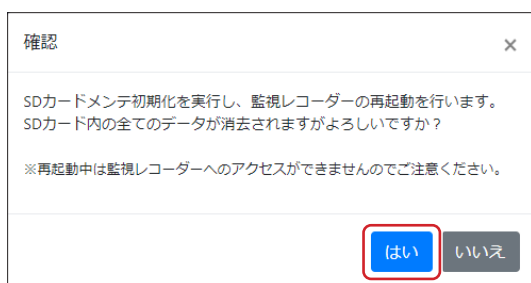 確認
×
SDカードメンテ初期化を実行し、監視レコーダーの再起動を行います。
SDカード内の全てのデータが消去されますがよろしいですか？
※再起動中は監視レコーダーへのアクセスができませんのでご注意ください。
はい いいえ